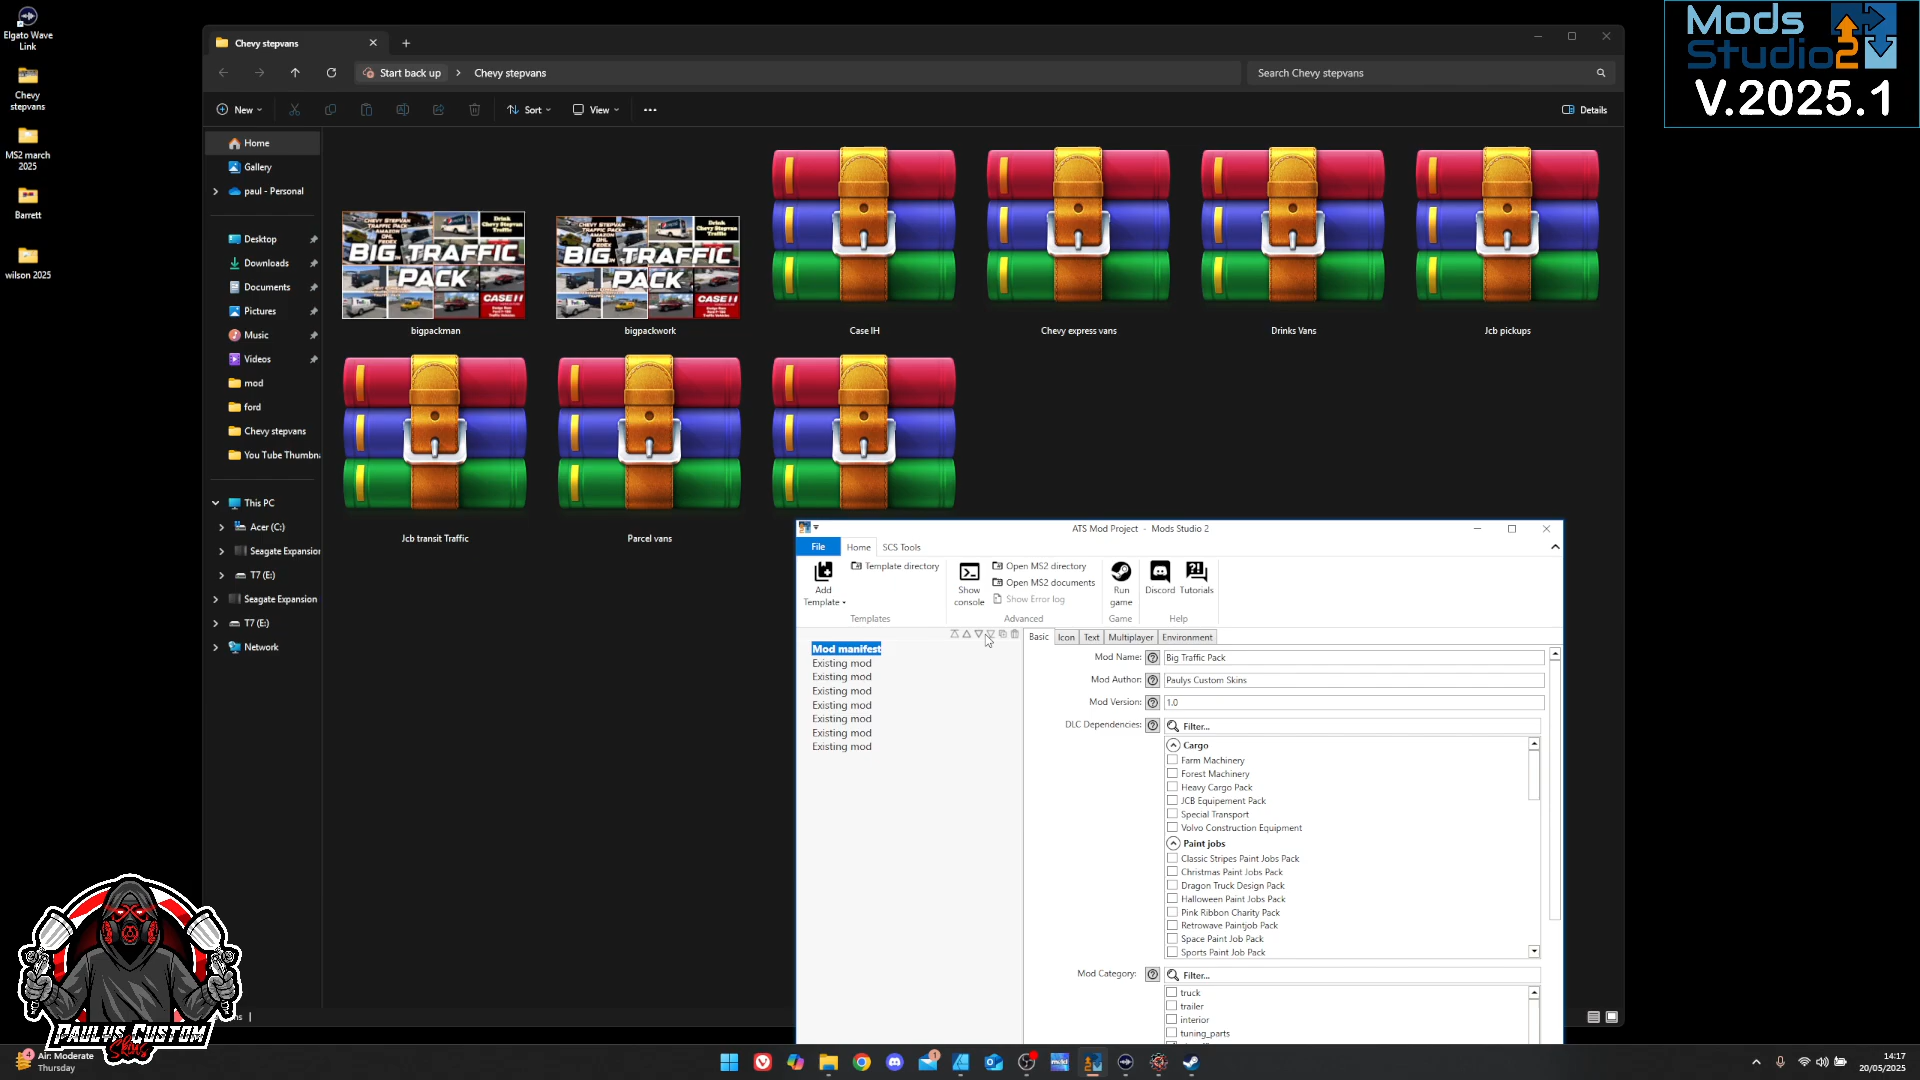 Elgato Wave
Link
Chevy
stepvans
MS2 march
2025
Barrett
wilson 2025
Chevy stepvans
Start back up
Chevy stepvans
Search Chevy stepvans
New
Sort
View
Details
Home
Gallery
paul - Personal
Desktop
Downloads
Documents
Pictures
Music
Videos
mod
ford
Chevy stepvans
You Tube Thumbn
This PC
Acer (C:)
Seagate Expansion
T7 (E:)
Seagate Expansion
T7 (E:)
Network
BIG TRAFFIC
PACK
CASE IH
BIG TRAFFIC
PACK
CASE IH
bigpackman
bigpackwork
Case IH
Chevy express vans
Drinks Vans
Jcb pickups
Jcb transit Traffic
Parcel vans
Mods
Studio2
V.2025.1
ATS Mod Project - Mods Studio 2
File
Home
SCS Tools
Add
Template
Template directory
Templates
Show
console
Open MS2 directory
Open MS2 documents
Show Error log
Advanced
Run
game
Game
Discord
Tutorials
Help
Mod manifest
Existing mod
Existing mod
Existing mod
Existing mod
Existing mod
Existing mod
Existing mod
Basic
Icon
Text
Multiplayer
Environment
Mod Name:
Big Traffic Pack
Mod Author:
Paulys Custom Skins
Mod Version:
1.0
DLC Dependencies:
Filter...
Cargo
Farm Machinery
Forest Machinery
Heavy Cargo Pack
JCB Equipement Pack
Special Transport
Volvo Construction Equipment
Paint jobs
Classic Stripes Paint Jobs Pack
Christmas Paint Jobs Pack
Dragon Truck Design Pack
Halloween Paint Jobs Pack
Pink Ribbon Charity Pack
Retrowave Paintjob Pack
Space Paint Job Pack
Sports Paint Job Pack
Mod Category:
Filter...
truck
trailer
interior
tuning_parts
PAULYS CUSTOM
Skins
Air: Moderate
Thursday
14:17
20/05/2025